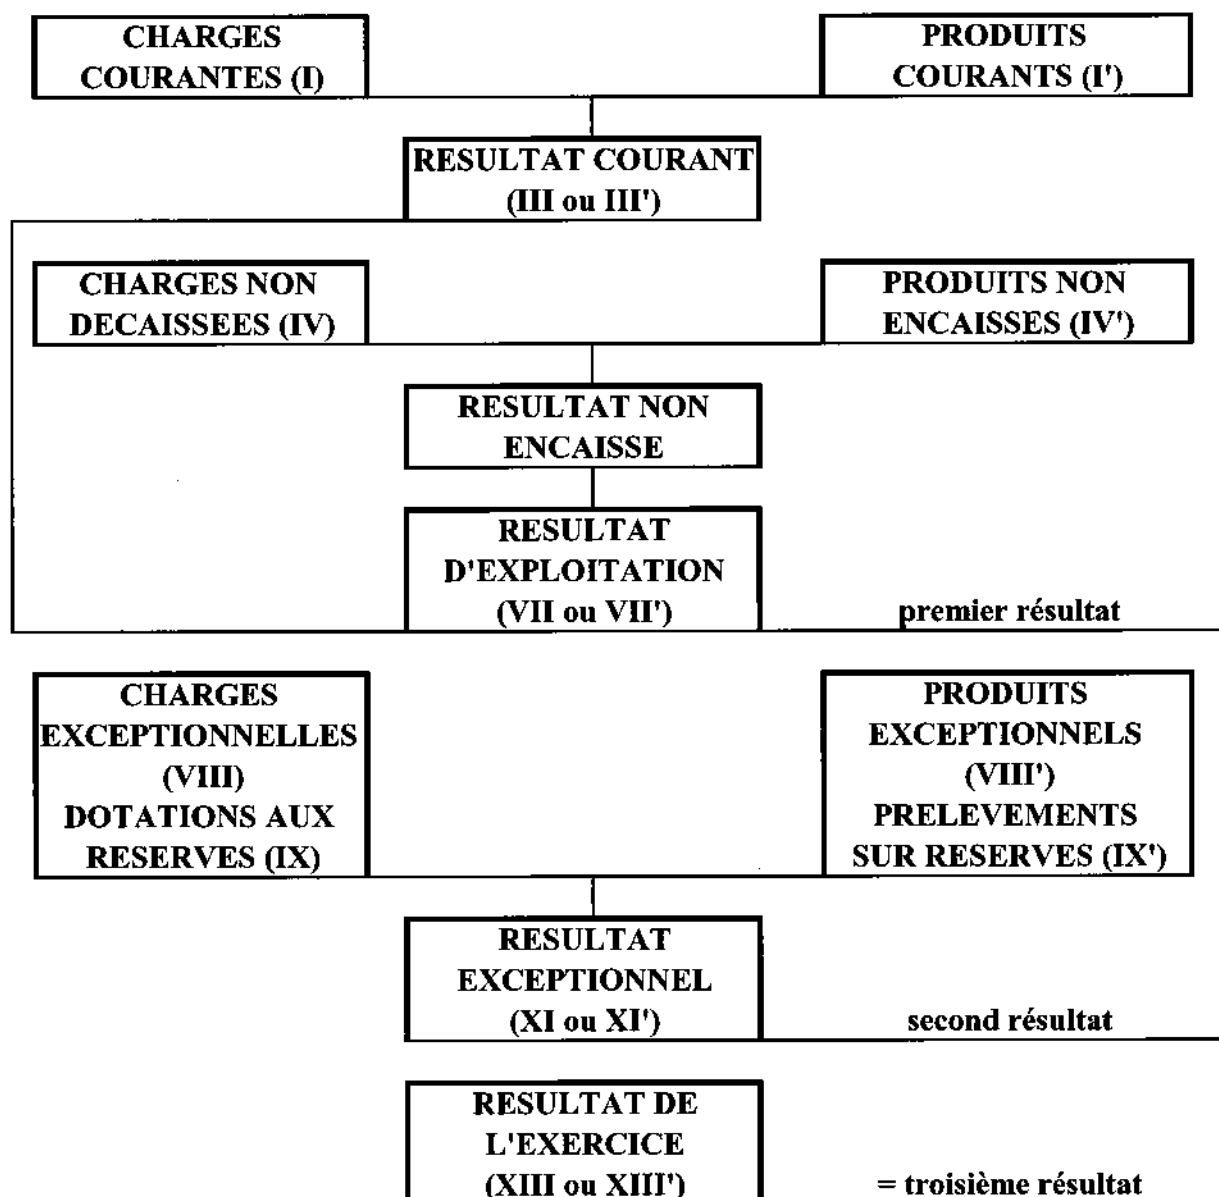 CHARGES
COURANTES (I)
PRODUITS
COURANTS (I')
RESULTAT COURANT
(III ou III')
CHARGES NON
DECAISSEES (IV)
PRODUITS NON
ENCAISSES (IV')
RESULTAT NON
ENCAISSE
RESULTAT
D'EXPLOITATION
(VII ou VII')
premier résultat
CHARGES
EXCEPTIONNELLES
(VIII)
DOTATIONS AUX
RESERVES (IX)
PRODUITS
EXCEPTIONNELS
(VIII')
PRELEVEMENTS
SUR RESERVES (IX')
RESULTAT
EXCEPTIONNEL
(XI ou XI')
second résultat
RESULTAT DE
L'EXERCICE
(XIII ou XIII')
= troisième résultat